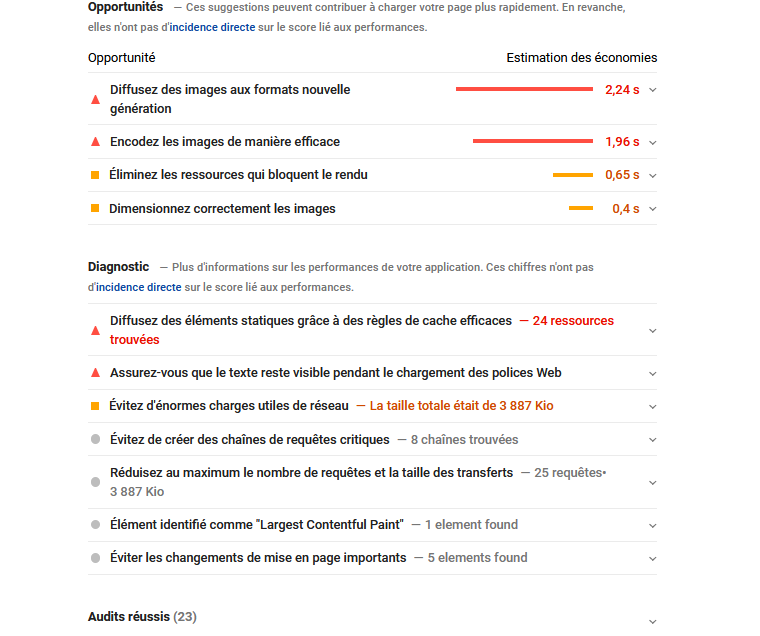 Opportunités — Ces suggestions peuvent contribuer à charger votre page plus rapidement. En revanche,
elles n'ont pas d'incidence directe sur le score lié aux performances.
Opportunité Estimation des économies
Diffusez des images aux formats nouvelle 2,24 s
génération
Encodez les images de manière efficace 1,96 s
Éliminez les ressources qui bloquent le rendu 0,65 s
Dimensionnez correctement les images 0,4 s
Diagnostic — Plus d'informations sur les performances de votre application. Ces chiffres n'ont pas
d'incidence directe sur le score lié aux performances.
Diffusez des éléments statiques grâce à des règles de cache efficaces — 24 ressources
trouvées
Assurez-vous que le texte reste visible pendant le chargement des polices Web
Évitez d'énormes charges utiles de réseau — La taille totale était de 3 887 Kio
Évitez de créer des chaînes de requêtes critiques — 8 chaînes trouvées
Réduisez au maximum le nombre de requêtes et la taille des transferts — 25 requêtes•
3 887 Kio
Élément identifié comme "Largest Contentful Paint" — 1 element found
Éviter les changements de mise en page importants — 5 elements found
Audits réussis (23)